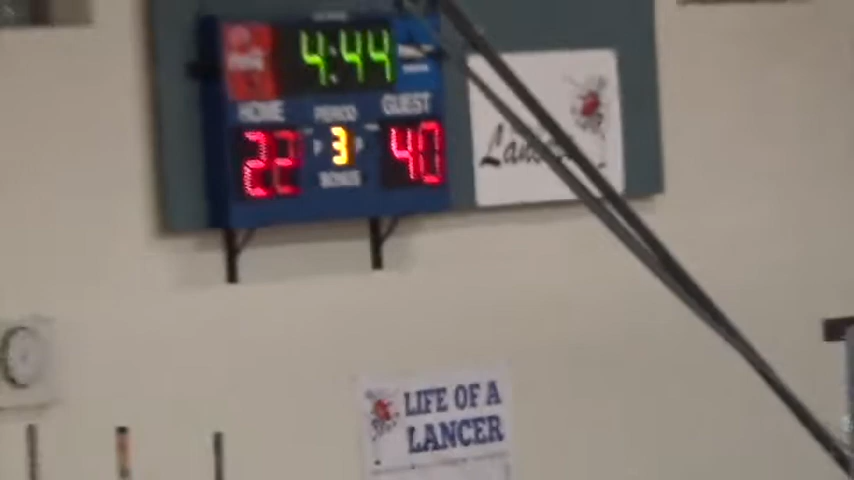 4:44
HOME PERIOD GUEST
22 P 3 P 40
BONUS
LIFE OF A
LANCER